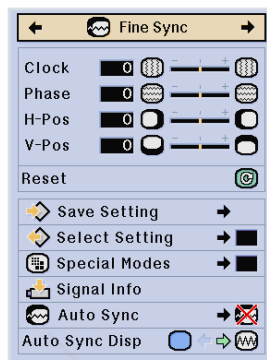 Fine Sync
Clock 0
Phase 0
H-Pos 0
V-Pos 0
Reset
Save Setting
Select Setting
Special Modes
Signal Info
Auto Sync
Auto Sync Disp